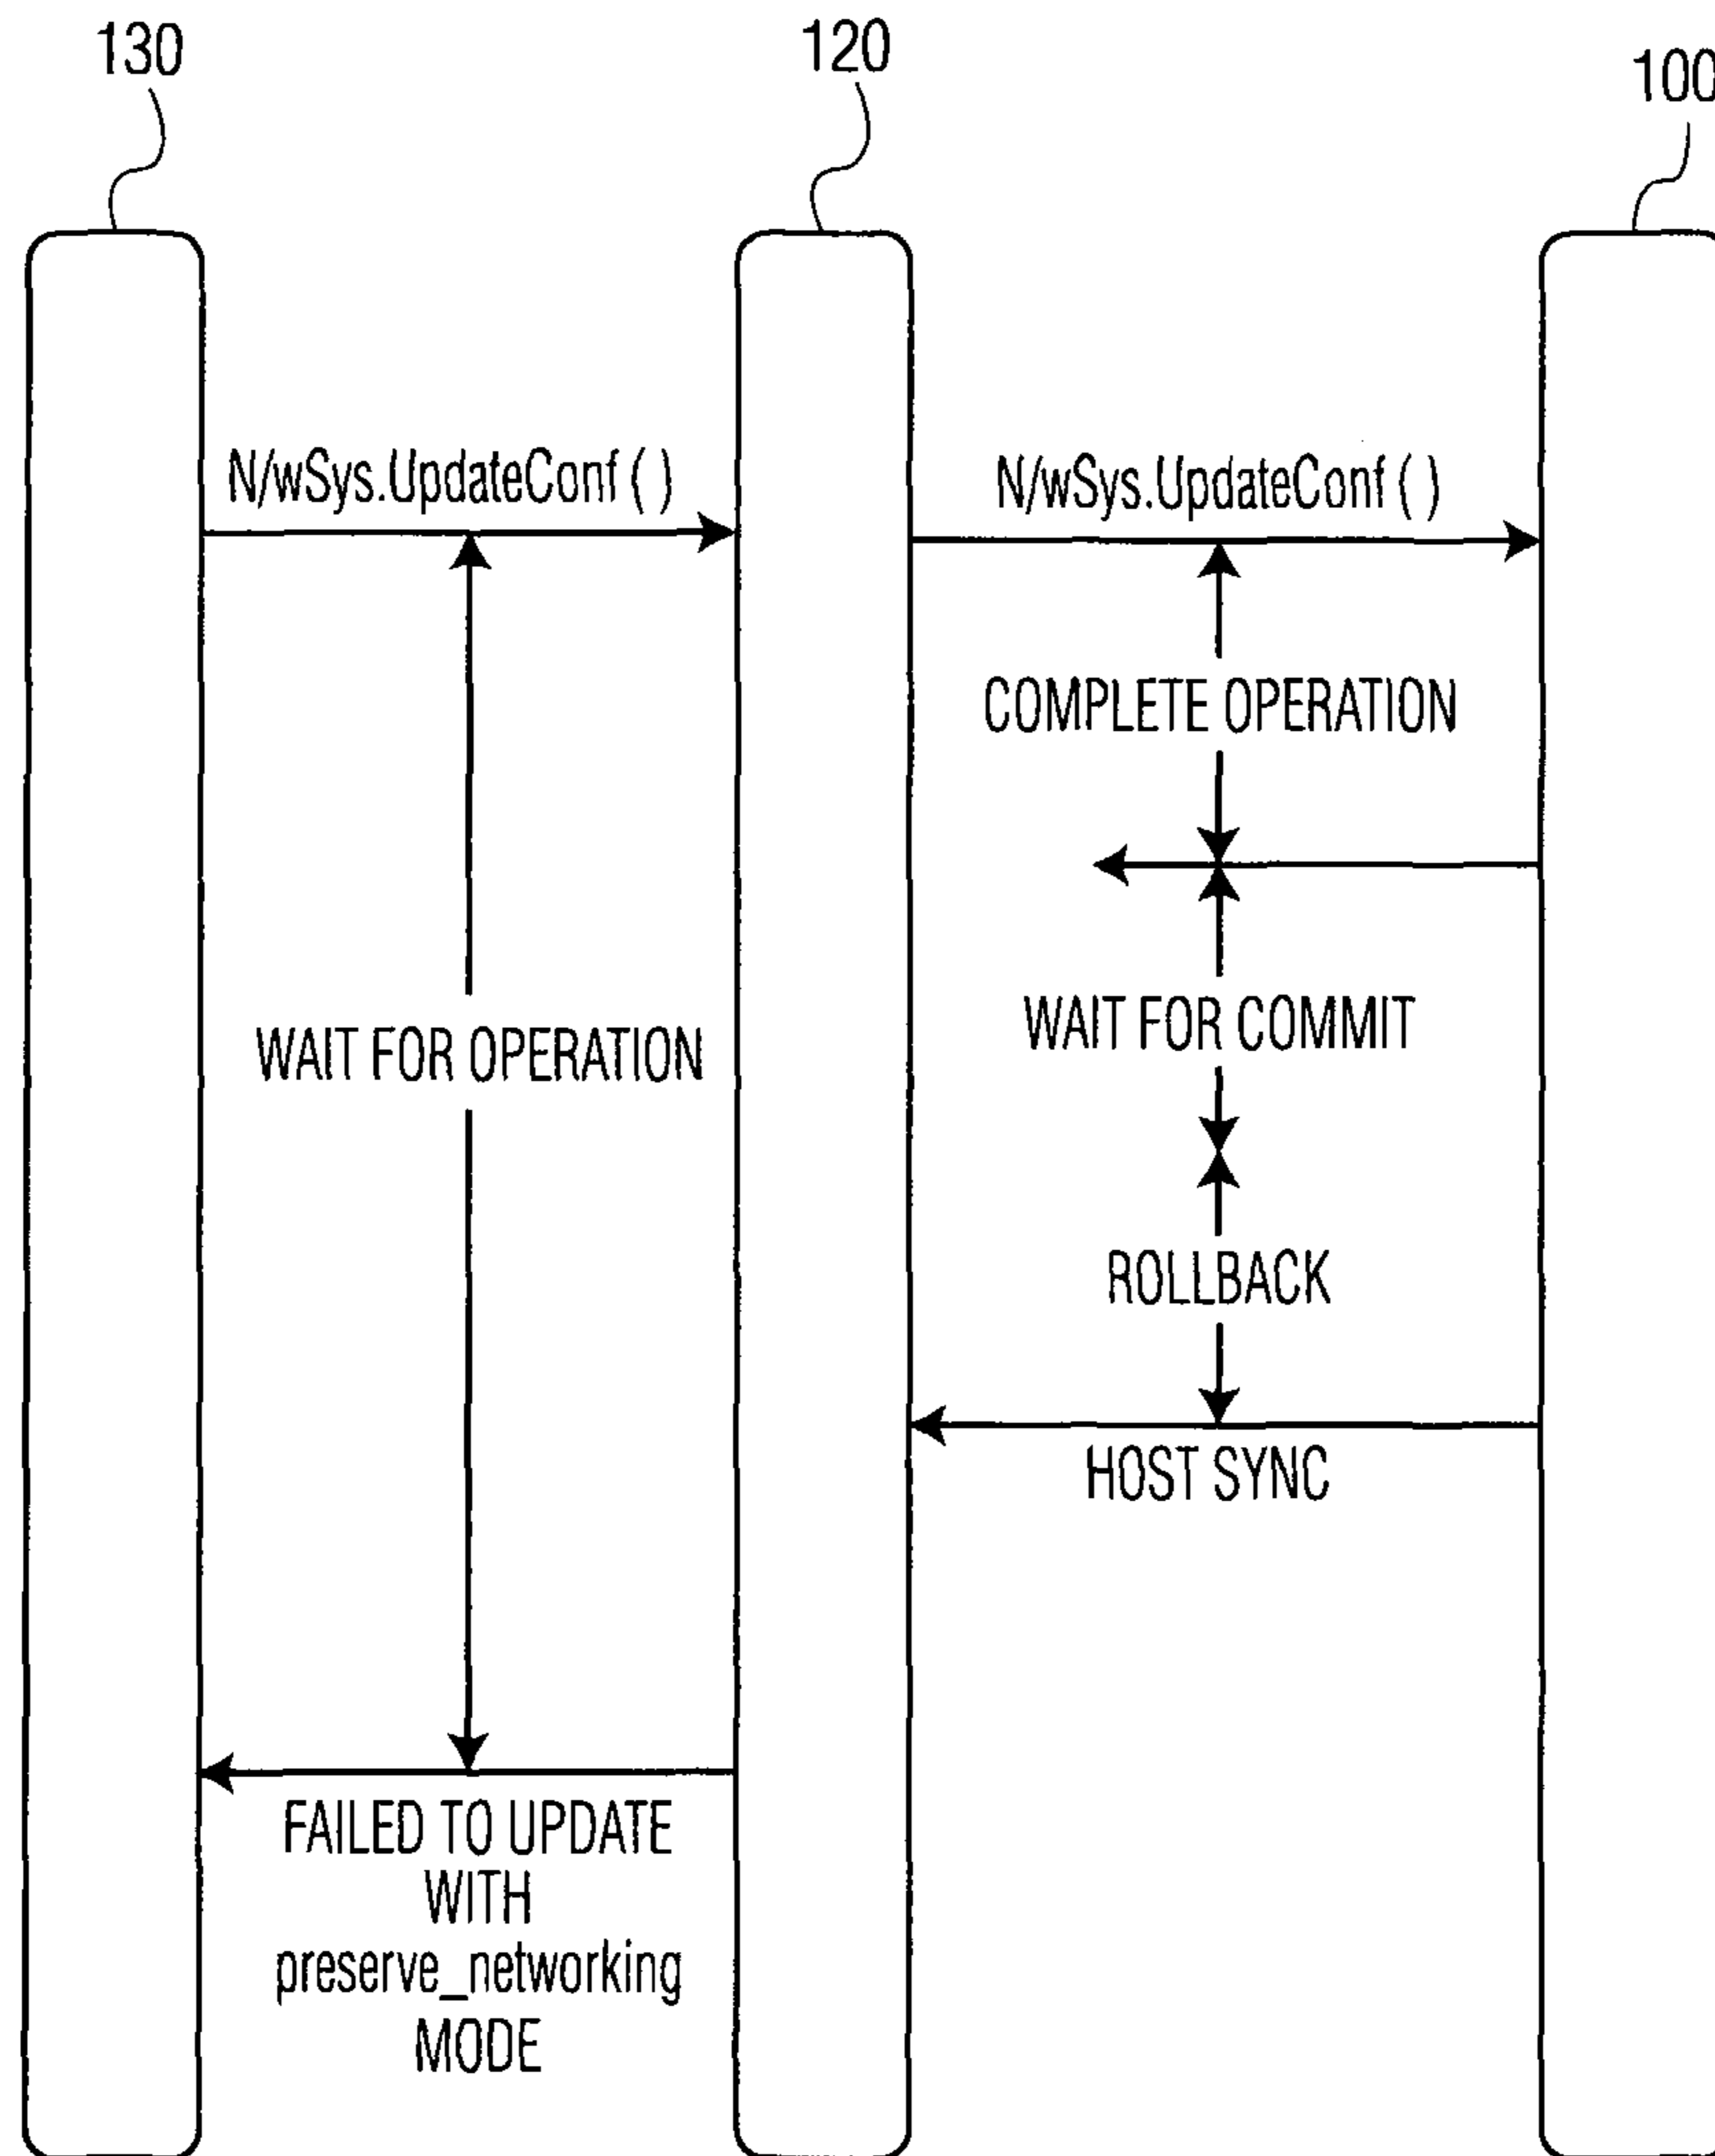 130
120
100
N/wSys.UpdateConf ( )
N/wSys.UpdateConf ( )
COMPLETE OPERATION
WAIT FOR COMMIT
WAIT FOR OPERATION
ROLLBACK
HOST SYNC
FAILED TO UPDATE
WITH
preserve_networking
MODE